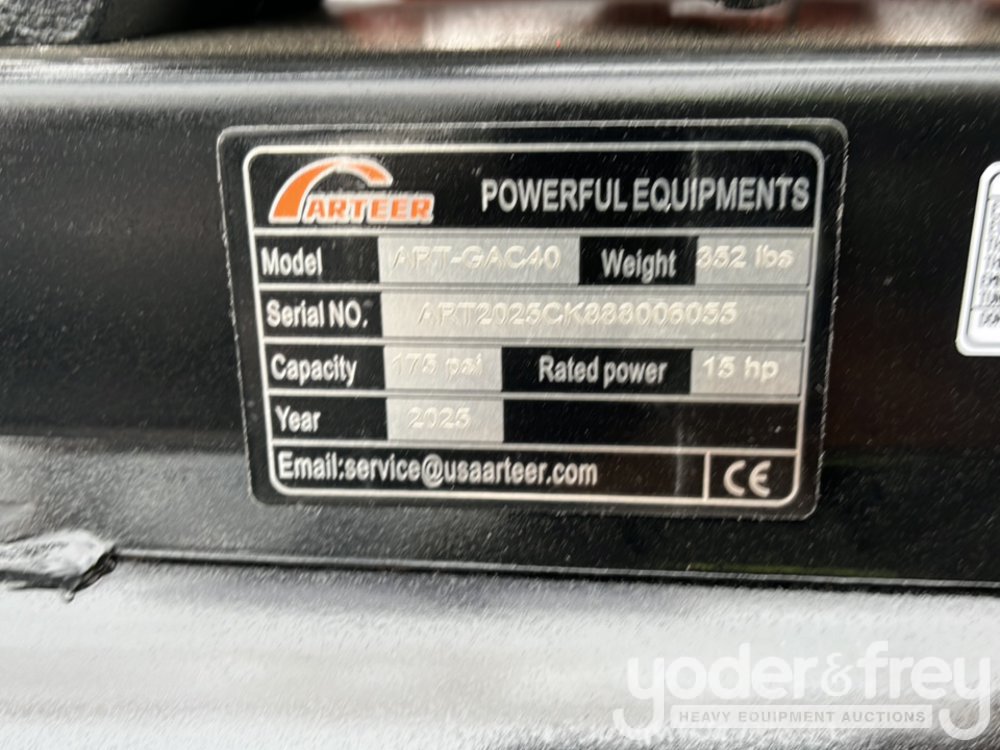 ARTEER POWERFUL EQUIPMENTS
Model ART-GAC40 Weight 352 lbs
Serial NO. ART2025CK888006055
Capacity 175 psi Rated power 15 hp
Year 2025
Email:service@usaarteer.com CE
yoder&frey
HEAVY EQUIPMENT AUCTIONS